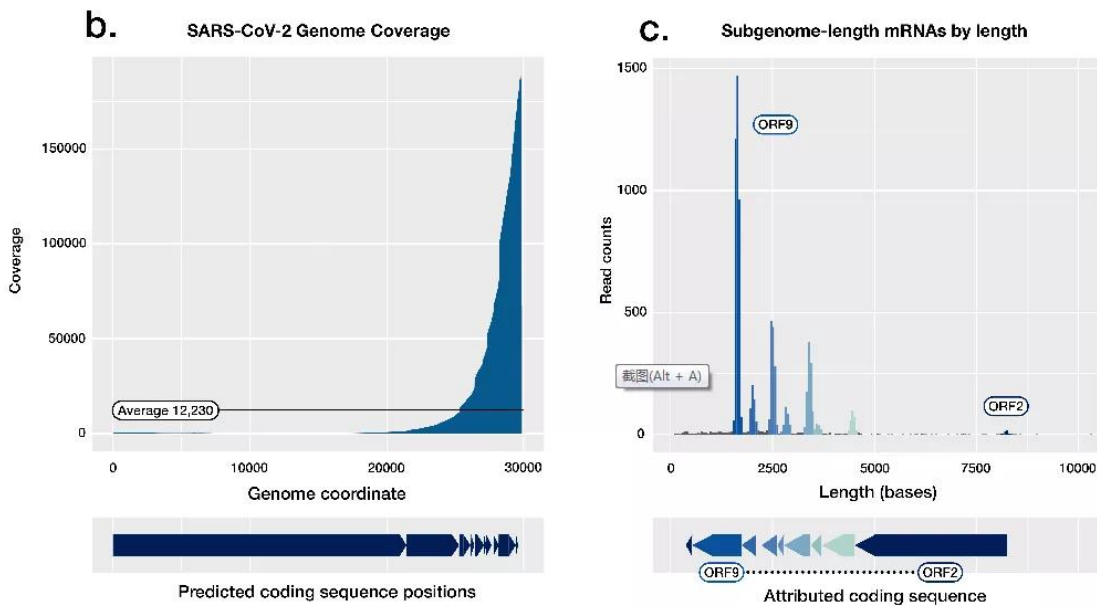 b.
SARS-CoV-2 Genome Coverage
Coverage
150000
100000
50000
0
Average 12,230
0
10000
20000
30000
Genome coordinate
Predicted coding sequence positions
c.
Subgenome-length mRNAs by length
Read counts
1500
1000
500
0
ORF9
截图(Alt + A)
ORF2
0
2500
5000
7500
10000
Length (bases)
ORF9
ORF2
Attributed coding sequence